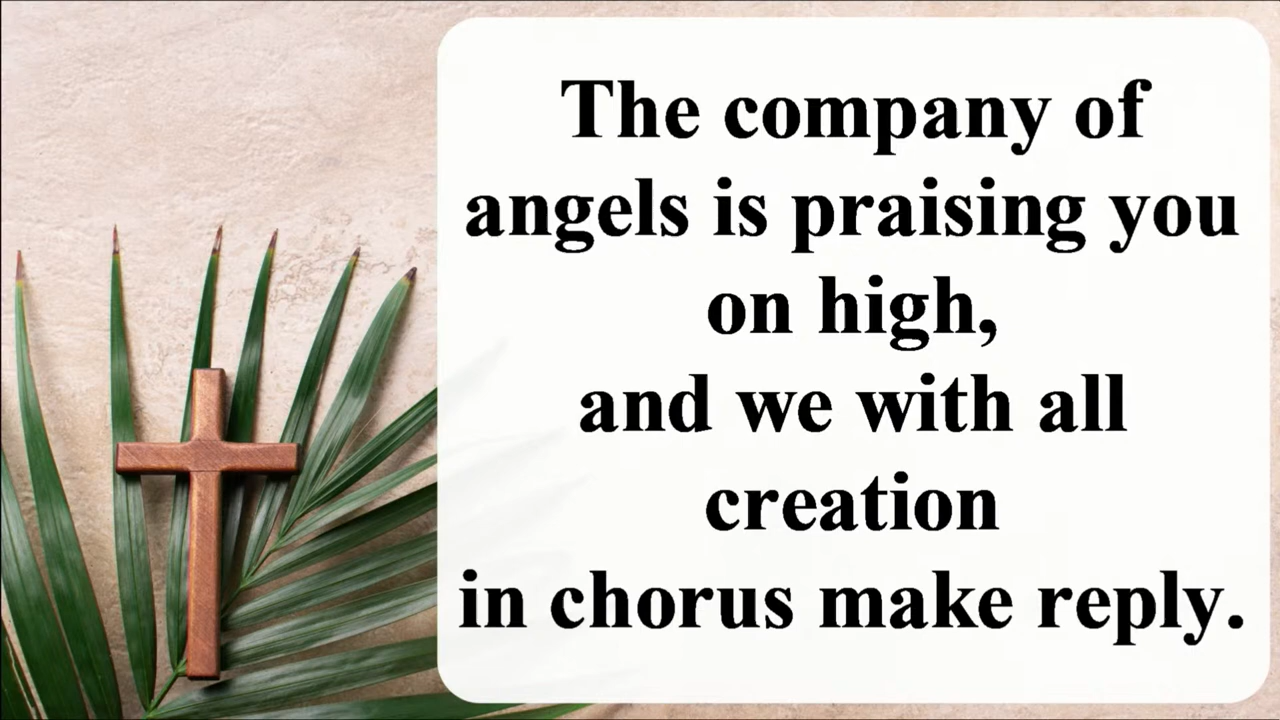 The company of
angels is praising you
on high,
and we with all
creation
in chorus make reply.